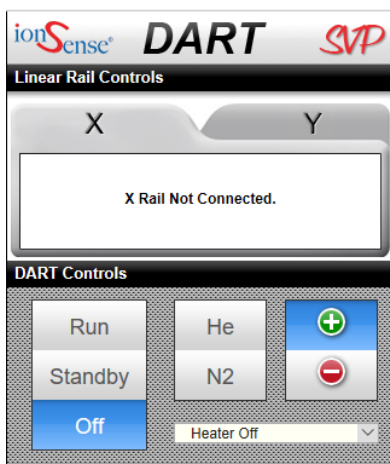 ionSense® DART SVP
Linear Rail Controls
X Y
X Rail Not Connected.
DART Controls
Run He
Standby N2
Off Heater Off